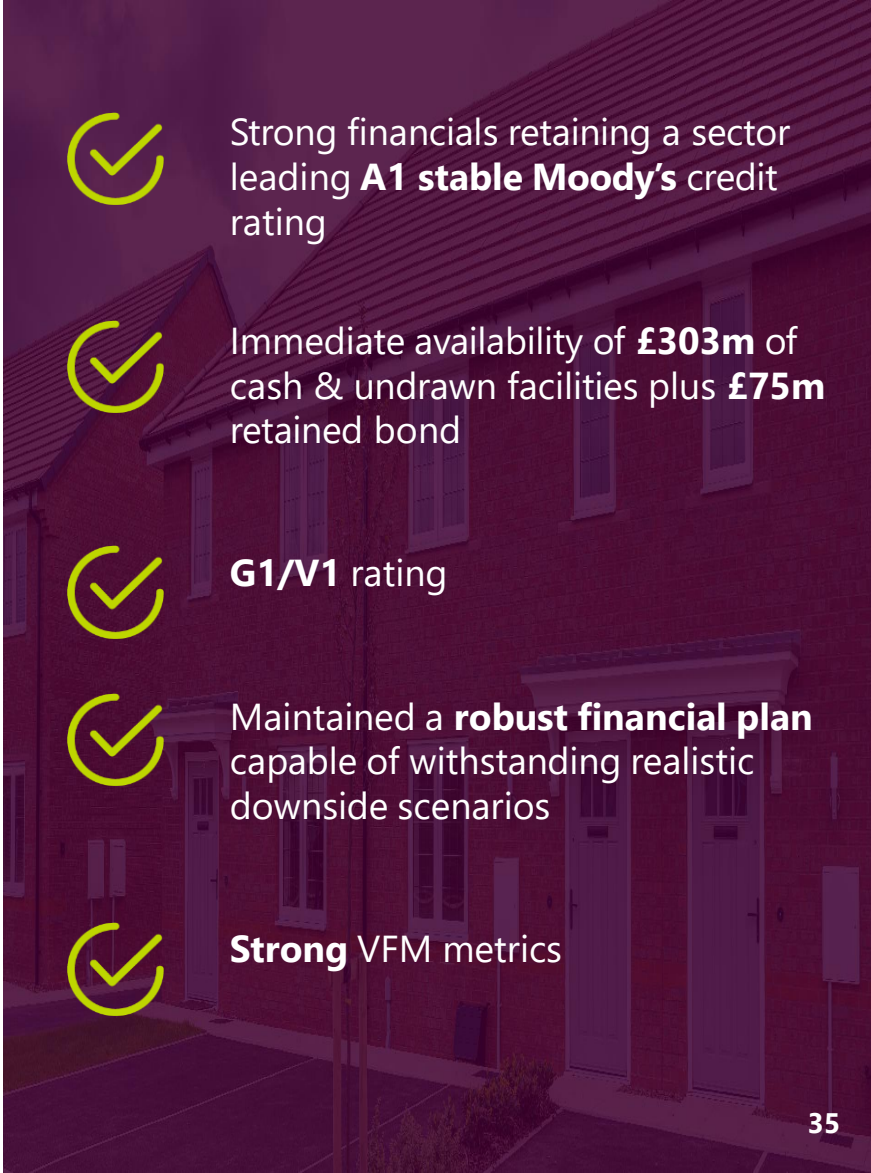 Strong financials retaining a sector
leading A1 stable Moody’s credit
rating
Immediate availability of £303m of
cash & undrawn facilities plus £75m
retained bond
G1/V1 rating
Maintained a robust financial plan
capable of withstanding realistic
downside scenarios
Strong VFM metrics
35